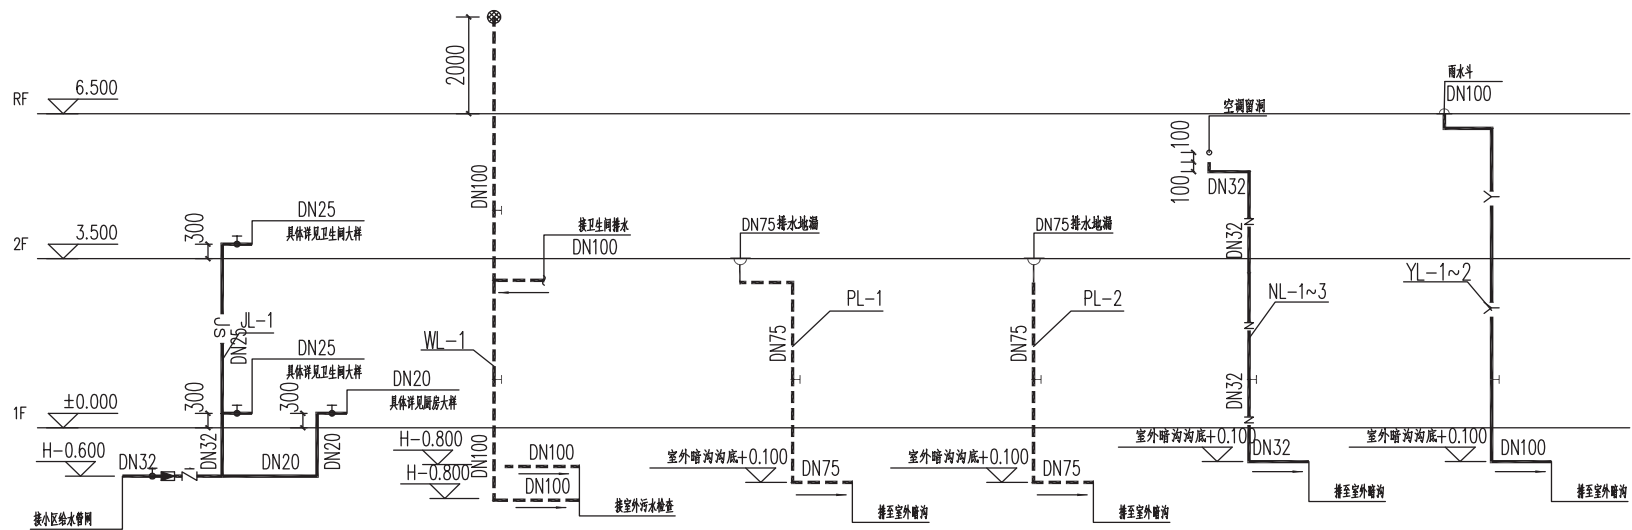 2000
雨水斗
DN100
RF
6.500
空调留洞
100
100
DN32
DN100
2F
3.500
300
DN25
具体详见卫生间大样
接卫生间排水
DN100
DN75排水地漏
DN75排水地漏
DN32
JS
DN25
JL-1
WL-1
PL-1
DN75
PL-2
DN75
NL-1~3
YL-1~2
Y
Y
DN25
具体详见卫生间大样
DN20
具体详见厨房大样
300
300
DN32
1F
±0.000
H-0.600
DN32
DN32
DN20
DN20
H-0.800
H-0.800
DN100
DN100
DN100
室外暗沟沟底+0.100
DN75
室外暗沟沟底+0.100
DN75
室外暗沟沟底+0.100
DN32
室外暗沟沟底+0.100
DN100
接小区给水管网
接室外污水检查
排至室外暗沟
排至室外暗沟
排至室外暗沟
排至室外暗沟